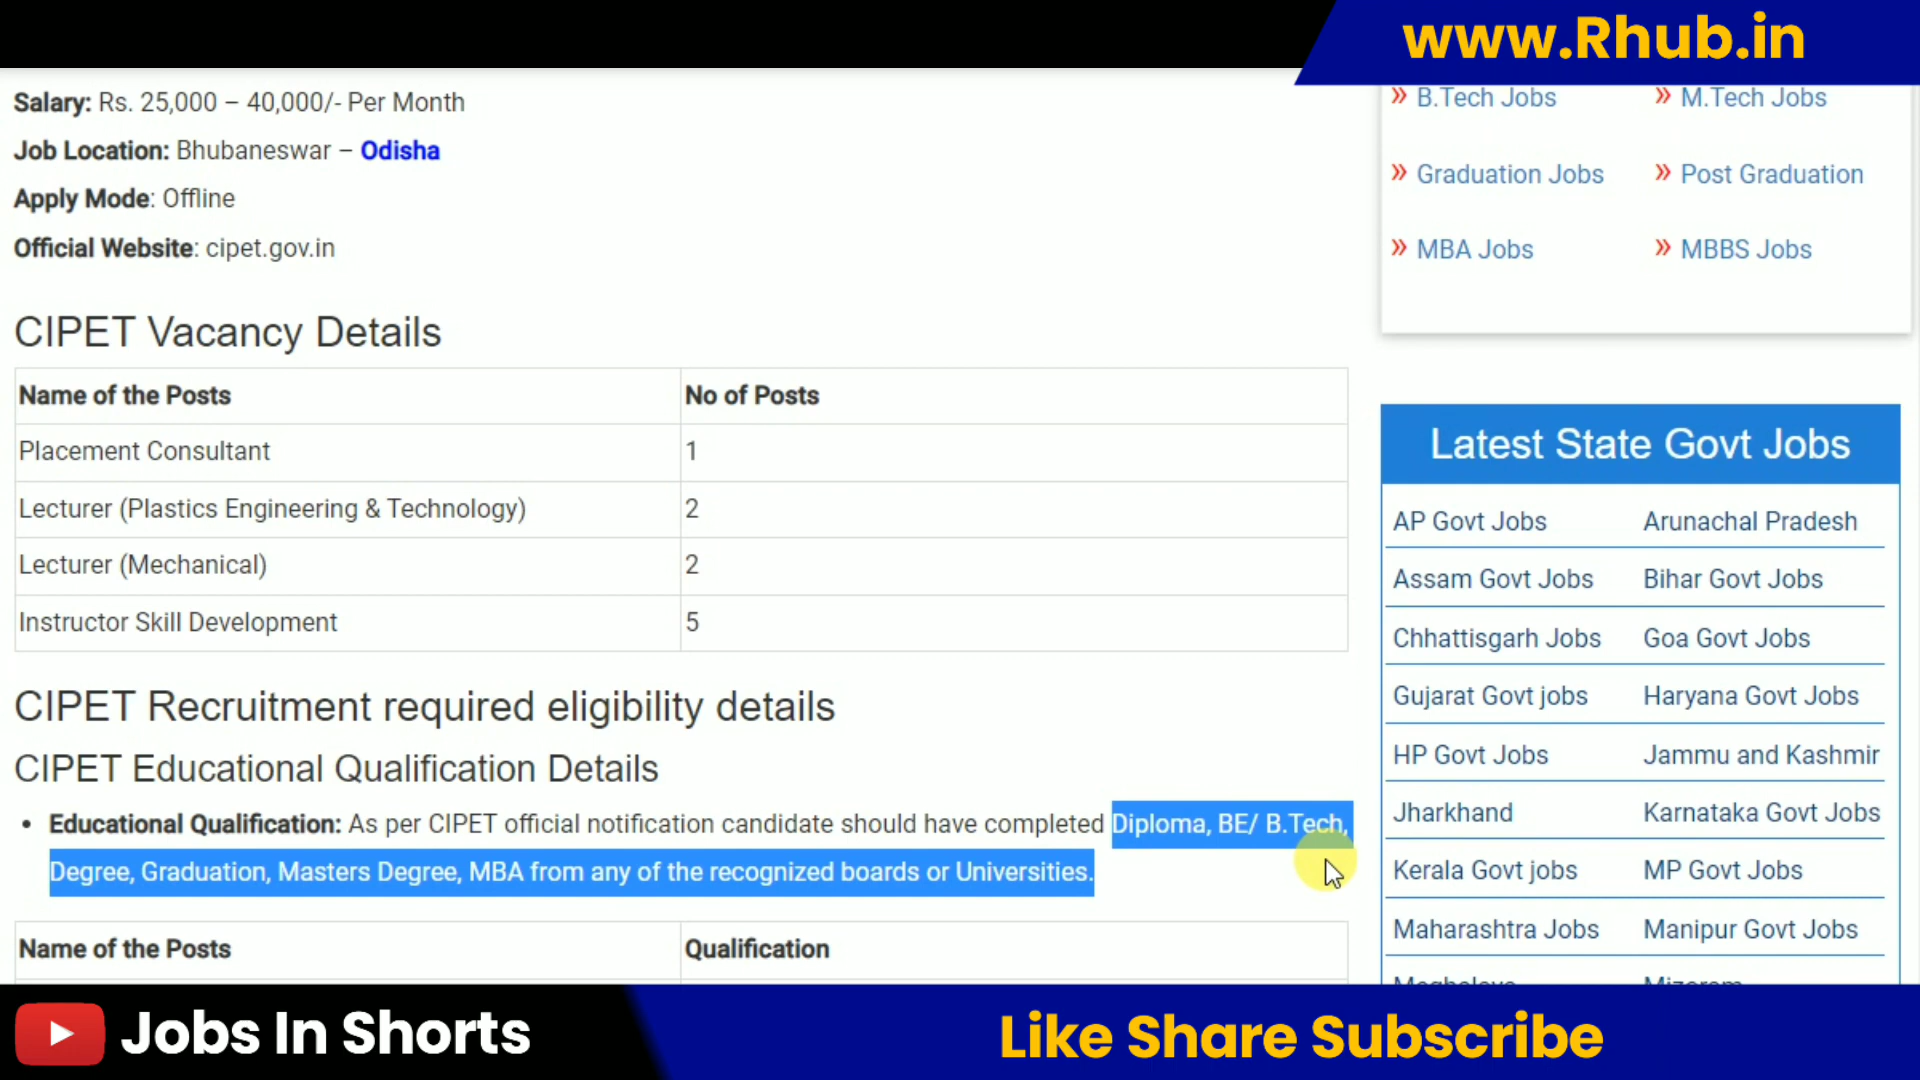 www.Rhub.in
Salary: Rs. 25,000 – 40,000/- Per Month
Job Location: Bhubaneswar – Odisha
Apply Mode: Offline
Official Website: cipet.gov.in
CIPET Vacancy Details
Name of the Posts No of Posts
Placement Consultant 1
Lecturer (Plastics Engineering & Technology) 2
Lecturer (Mechanical) 2
Instructor Skill Development 5
CIPET Recruitment required eligibility details
CIPET Educational Qualification Details
• Educational Qualification: As per CIPET official notification candidate should have completed Diploma, BE/ B.Tech,
Degree, Graduation, Masters Degree, MBA from any of the recognized boards or Universities.
Name of the Posts Qualification
» B.Tech Jobs » M.Tech Jobs
» Graduation Jobs » Post Graduation
» MBA Jobs » MBBS Jobs
Latest State Govt Jobs
AP Govt Jobs Arunachal Pradesh
Assam Govt Jobs Bihar Govt Jobs
Chhattisgarh Jobs Goa Govt Jobs
Gujarat Govt jobs Haryana Govt Jobs
HP Govt Jobs Jammu and Kashmir
Jharkhand Karnataka Govt Jobs
Kerala Govt jobs MP Govt Jobs
Maharashtra Jobs Manipur Govt Jobs
Jobs In Shorts
Like Share Subscribe